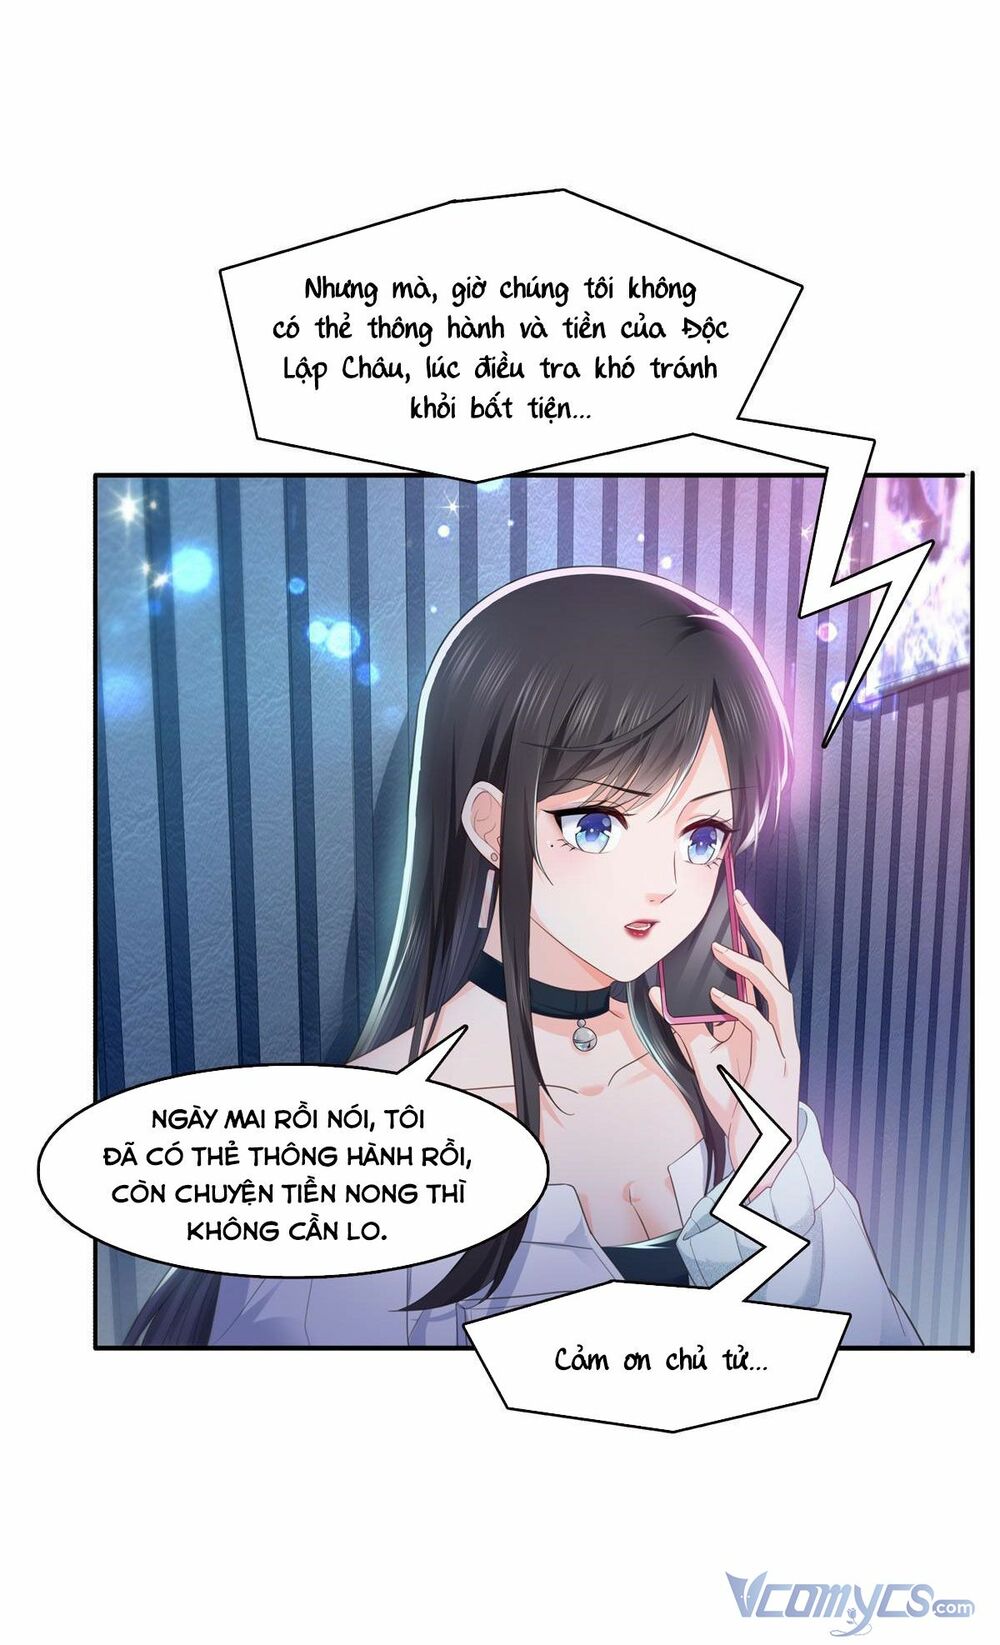 Nhưng mà, giờ chúng tôi không
có thẻ thông hành và tiền của Độc
Lập Châu, lúc điều tra khó tránh
khỏi bất tiện...
NGÀY MAI RỒI NÓI, TÔI
ĐÃ CÓ THẺ THÔNG HÀNH RỒI,
CÒN CHUYỆN TIỀN NONG THÌ
KHÔNG CẦN LO.
Cảm ơn chủ tử...
VCOMYCS.com